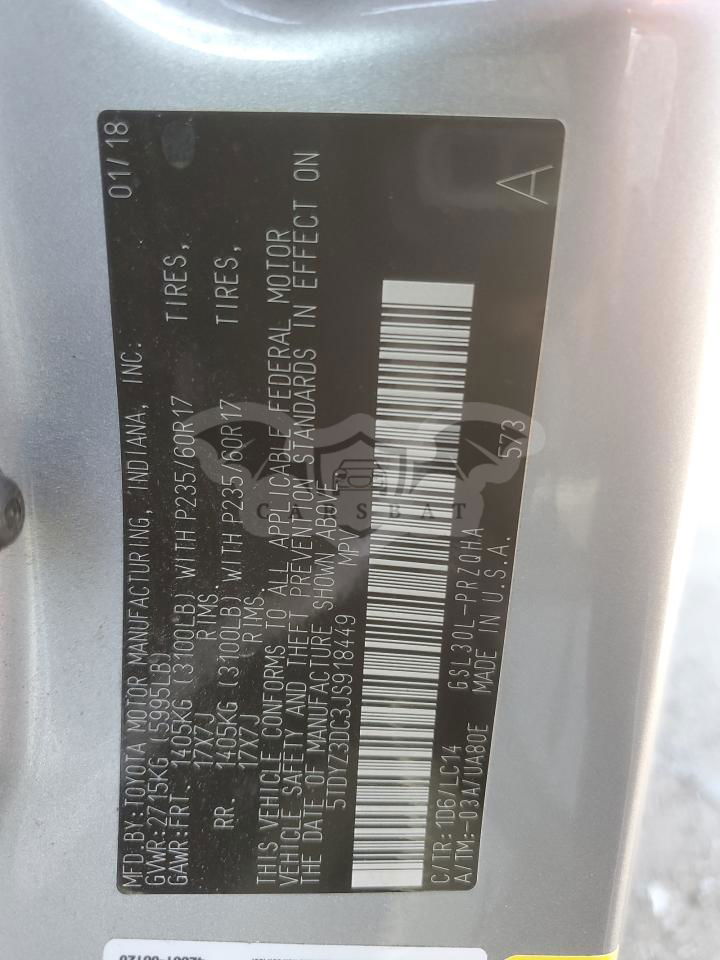 MFD.BY:TOYOTA MOTOR MANUFACTURING, INDIANA, INC. 01/18
GVWR:2715KG (5995LB)
GAWR:FRT. 1405KG (3100LB) WITH P235/60R17 TIRES,
17X7J RIMS.
RR. 1405KG (3100LB) WITH P235/60R17 TIRES,
17X7J RIMS.
THIS VEHICLE CONFORMS TO ALL APPLICABLE FEDERAL MOTOR
VEHICLE SAFETY AND THEFT PREVENTION STANDARDS IN EFFECT ON
THE DATE OF MANUFACTURE SHOWN ABOVE.
5TDYZ3DC3JS918449 MPV
C/TR:1D6/LC14 GSL30L-PRZQHA 573
A/TM:-03A/UA80E MADE IN U.S.A.
A
CARSBAT